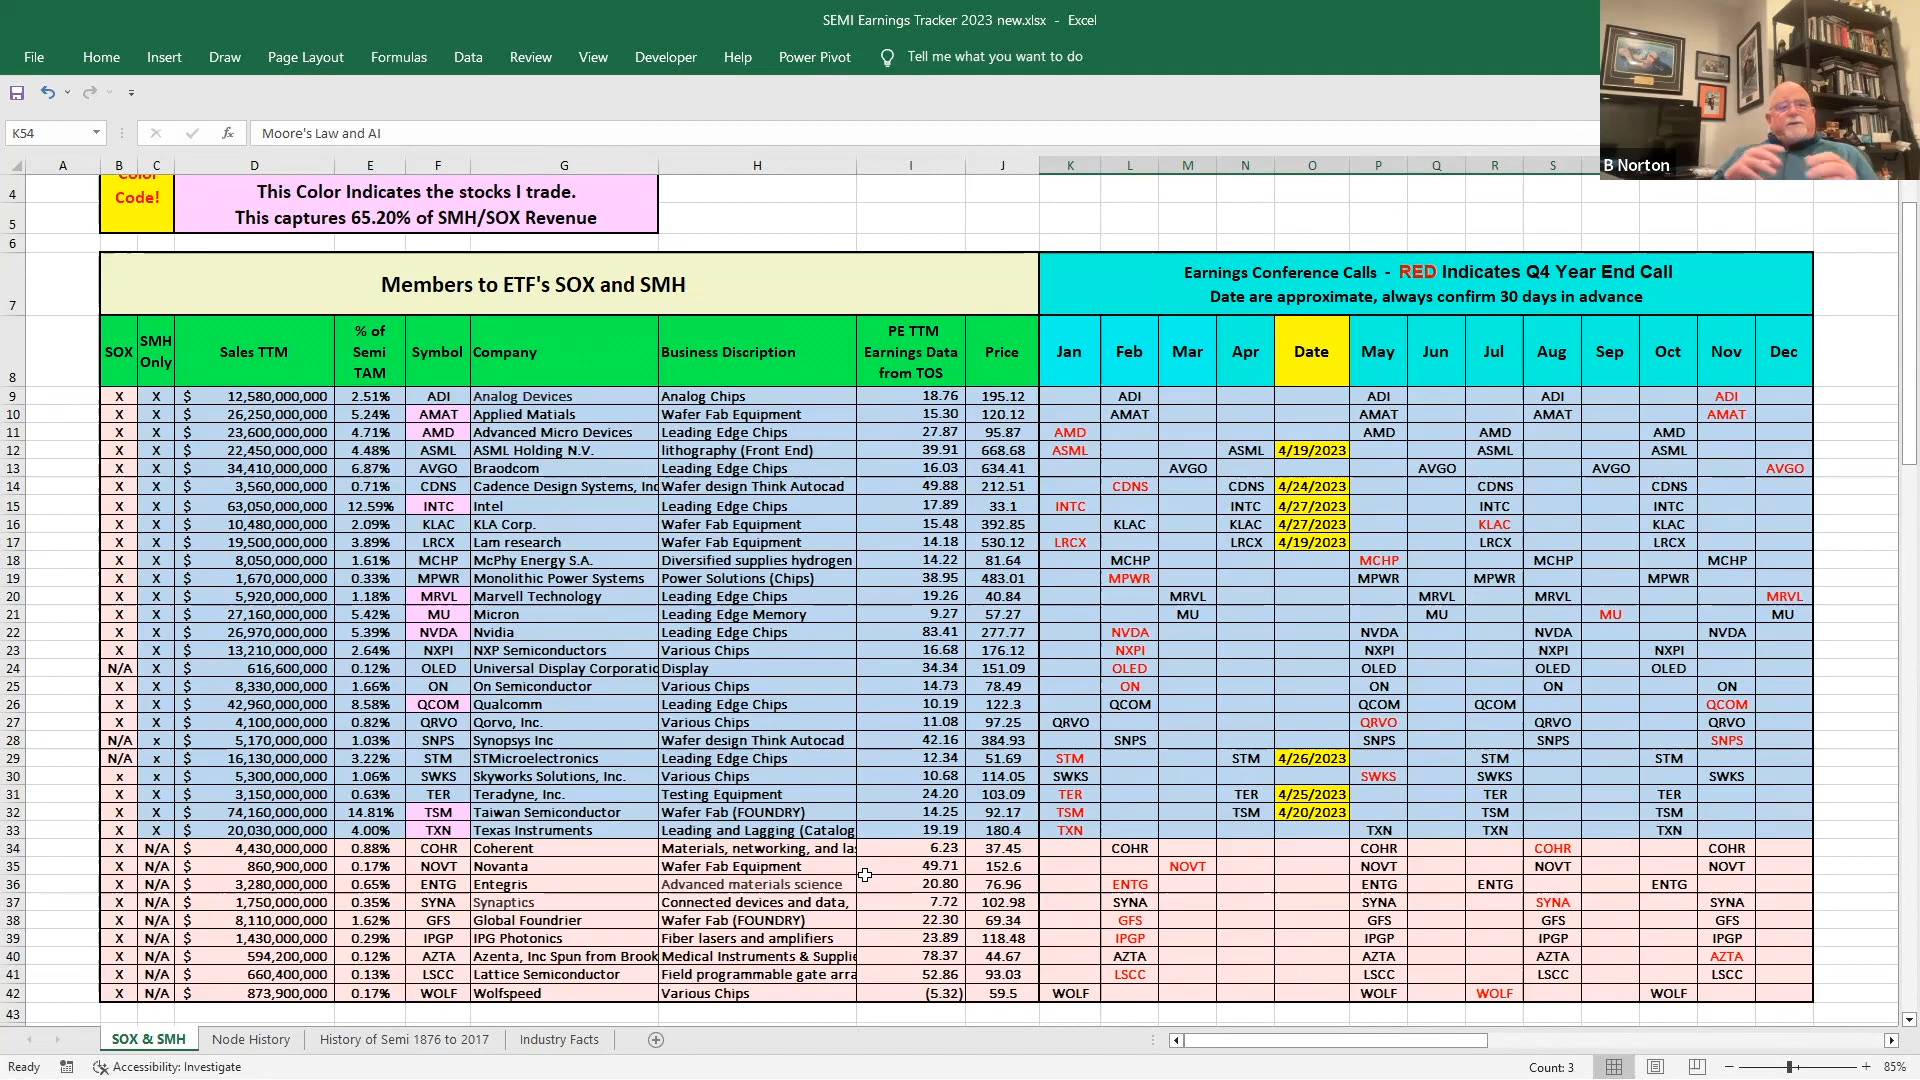 SEMI Earnings Tracker 2023 new.xlsx - Excel
File Home Insert Draw Page Layout Formulas Data Review View Developer Help Power Pivot Tell me what you want to do
K54 fx Moore's Law and AI
B Norton
A B C D E F G H I J K L M N O P Q R S
4 Color
Code! This Color Indicates the stocks I trade.
5 This captures 65.20% of SMH/SOX Revenue
6
Members to ETF's SOX and SMH Earnings Conference Calls - RED Indicates Q4 Year End Call
7 Date are approximate, always confirm 30 days in advance
8 SOX SMH Only Sales TTM % of Semi TAM Symbol Company Business Discription PE TTM Earnings Data from TOS Price Jan Feb Mar Apr Date May Jun Jul Aug Sep Oct Nov Dec
9 X X $ 12,580,000,000 2.51% ADI Analog Devices Analog Chips 18.76 195.12 ADI ADI ADI ADI
10 X X $ 26,250,000,000 5.24% AMAT Applied Matials Wafer Fab Equipment 15.30 120.12 AMAT AMAT AMAT AMAT
11 X X $ 23,600,000,000 4.71% AMD Advanced Micro Devices Leading Edge Chips 27.87 95.87 AMD AMD AMD AMD
12 X X $ 22,450,000,000 4.48% ASML ASML Holding N.V. lithography (Front End) 39.91 668.68 ASML ASML 4/19/2023 ASML ASML
13 X X $ 34,410,000,000 6.87% AVGO Braodcom Leading Edge Chips 16.03 634.41 AVGO AVGO AVGO AVGO
14 X X $ 3,560,000,000 0.71% CDNS Cadence Design Systems, Inc Wafer design Think Autocad 49.88 212.51 CDNS CDNS 4/24/2023 CDNS CDNS
15 X X $ 63,050,000,000 12.59% INTC Intel Leading Edge Chips 17.89 33.1 INTC INTC 4/27/2023 INTC INTC
16 X X $ 10,480,000,000 2.09% KLAC KLA Corp. Wafer Fab Equipment 15.48 392.85 KLAC KLAC 4/27/2023 KLAC KLAC
17 X X $ 19,500,000,000 3.89% LRCX Lam research Wafer Fab Equipment 14.18 530.12 LRCX LRCX 4/19/2023 LRCX LRCX
18 X X $ 8,050,000,000 1.61% MCHP McPhy Energy S.A. Diversified supplies hydrogen 14.22 81.64 MCHP MCHP MCHP MCHP
19 X X $ 1,670,000,000 0.33% MPWR Monolithic Power Systems Power Solutions (Chips) 38.95 483.01 MPWR MPWR MPWR MPWR
20 X X $ 5,920,000,000 1.18% MRVL Marvell Technology Leading Edge Chips 19.26 40.84 MRVL MRVL MRVL MRVL
21 X X $ 27,160,000,000 5.42% MU Micron Leading Edge Memory 9.27 57.27 MU MU MU MU
22 X X $ 26,970,000,000 5.39% NVDA Nvidia Leading Edge Chips 83.41 277.77 NVDA NVDA NVDA NVDA
23 X X $ 13,210,000,000 2.64% NXPI NXP Semiconductors Various Chips 16.68 176.12 NXPI NXPI NXPI NXPI
24 N/A X $ 616,600,000 0.12% OLED Universal Display Corporatic Display 34.34 151.09 OLED OLED OLED OLED
25 X X $ 8,330,000,000 1.66% ON On Semiconductor Various Chips 14.73 78.49 ON ON ON ON
26 X X $ 42,960,000,000 8.58% QCOM Qualcomm Leading Edge Chips 10.19 122.3 QCOM QCOM QCOM QCOM
27 X X $ 4,100,000,000 0.82% QRVO Qorvo, Inc. Various Chips 11.08 97.25 QRVO QRVO QRVO QRVO
28 N/A x $ 5,170,000,000 1.03% SNPS Synopsys Inc Wafer design Think Autocad 42.16 384.93 SNPS SNPS SNPS SNPS
29 N/A x $ 16,130,000,000 3.22% STM STMicroelectronics Leading Edge Chips 12.34 51.69 STM STM 4/26/2023 STM STM
30 x x $ 5,300,000,000 1.06% SWKS Skyworks Solutions, Inc. Various Chips 10.68 114.05 SWKS SWKS SWKS SWKS
31 X X $ 3,150,000,000 0.63% TER Teradyne, Inc. Testing Equipment 24.20 103.09 TER TER 4/25/2023 TER TER
32 X X $ 74,160,000,000 14.81% TSM Taiwan Semiconductor Wafer Fab (FOUNDRY) 14.25 92.17 TSM TSM 4/20/2023 TSM TSM
33 X X $ 20,030,000,000 4.00% TXN Texas Instruments Leading and Lagging (Catalog 19.19 180.4 TXN TXN TXN TXN
34 X N/A $ 4,430,000,000 0.88% COHR Coherent Materials, networking, and la 6.23 37.45 COHR COHR COHR COHR
35 X N/A $ 860,900,000 0.17% NOVT Novanta Wafer Fab Equipment 49.71 152.6 NOVT NOVT NOVT NOVT
36 X N/A $ 3,280,000,000 0.65% ENTG Entegris Advanced materials science 20.80 76.96 ENTG ENTG ENTG ENTG
37 X N/A $ 1,750,000,000 0.35% SYNA Synaptics Connected devices and data, 7.72 102.98 SYNA SYNA SYNA SYNA
38 X N/A $ 8,110,000,000 1.62% GFS Global Foundrier Wafer Fab (FOUNDRY) 22.30 69.34 GFS GFS GFS GFS
39 X N/A $ 1,430,000,000 0.29% IPGP IPG Photonics Fiber lasers and amplifiers 23.89 118.48 IPGP IPGP IPGP IPGP
40 X N/A $ 594,200,000 0.12% AZTA Azenta, Inc Spun from Brook Medical Instruments & Supplie 78.37 44.67 AZTA AZTA AZTA AZTA
41 X N/A $ 660,400,000 0.13% LSCC Lattice Semiconductor Field programmable gate arra 52.86 93.03 LSCC LSCC LSCC LSCC
42 X N/A $ 873,900,000 0.17% WOLF Wolfspeed Various Chips (5.32) 59.5 WOLF WOLF WOLF WOLF
43
SOX & SMH Node History History of Semi 1876 to 2017 Industry Facts
Ready Accessibility: Investigate Count: 3 85%